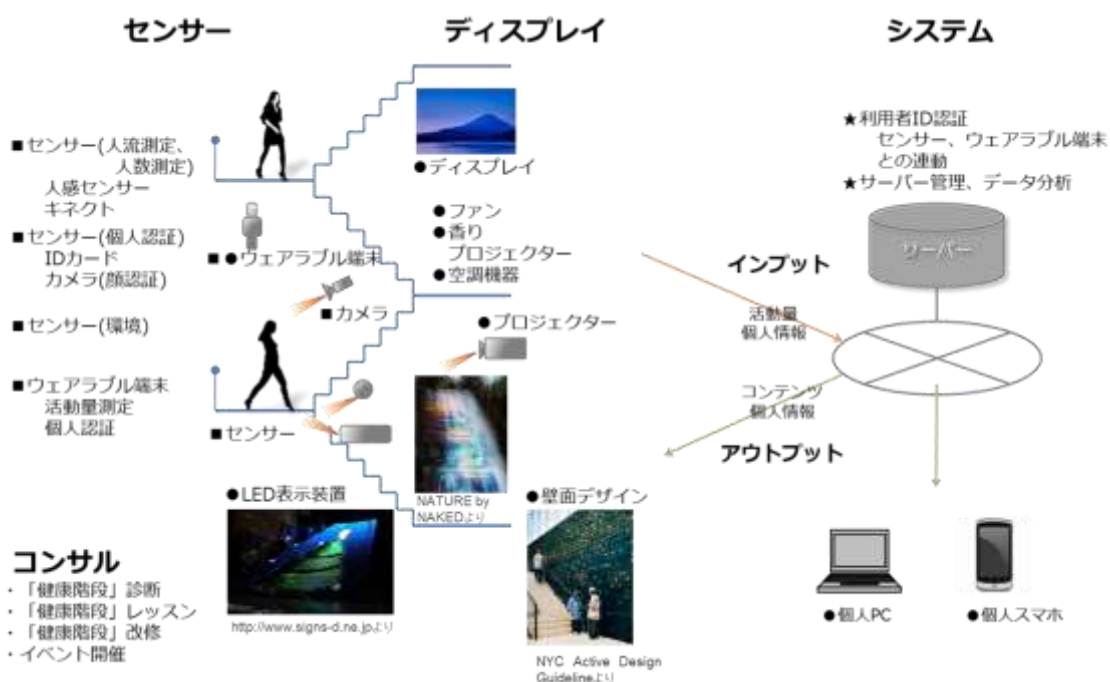 センサー
■センサー(人流測定、
人数測定)
人感センサー
キネクト
■センサー(個人認証)
IDカード
カメラ(顔認証)
■センサー(環境)
■ウェアラブル端末
活動量測定
個人認証
■●ウェアラブル端末
■カメラ
■センサー
ディスプレイ
●ディスプレイ
●ファン
●香り
プロジェクター
●空調機器
●プロジェクター
NATURE by
NAKEDより
●LED表示装置
http://www.signs-d.ne.jpより
●壁面デザイン
NYC Active Design
Guidelineより
システム
★利用者ID認証
センサー、ウェアラブル端末
との連動
★サーバー管理、データ分析
サーバー
インプット
活動量
個人情報
コンテンツ
個人情報
アウトプット
●個人PC
●個人スマホ
コンサル
・「健康階段」診断
・「健康階段」レッスン
・「健康階段」改修
・イベント開催